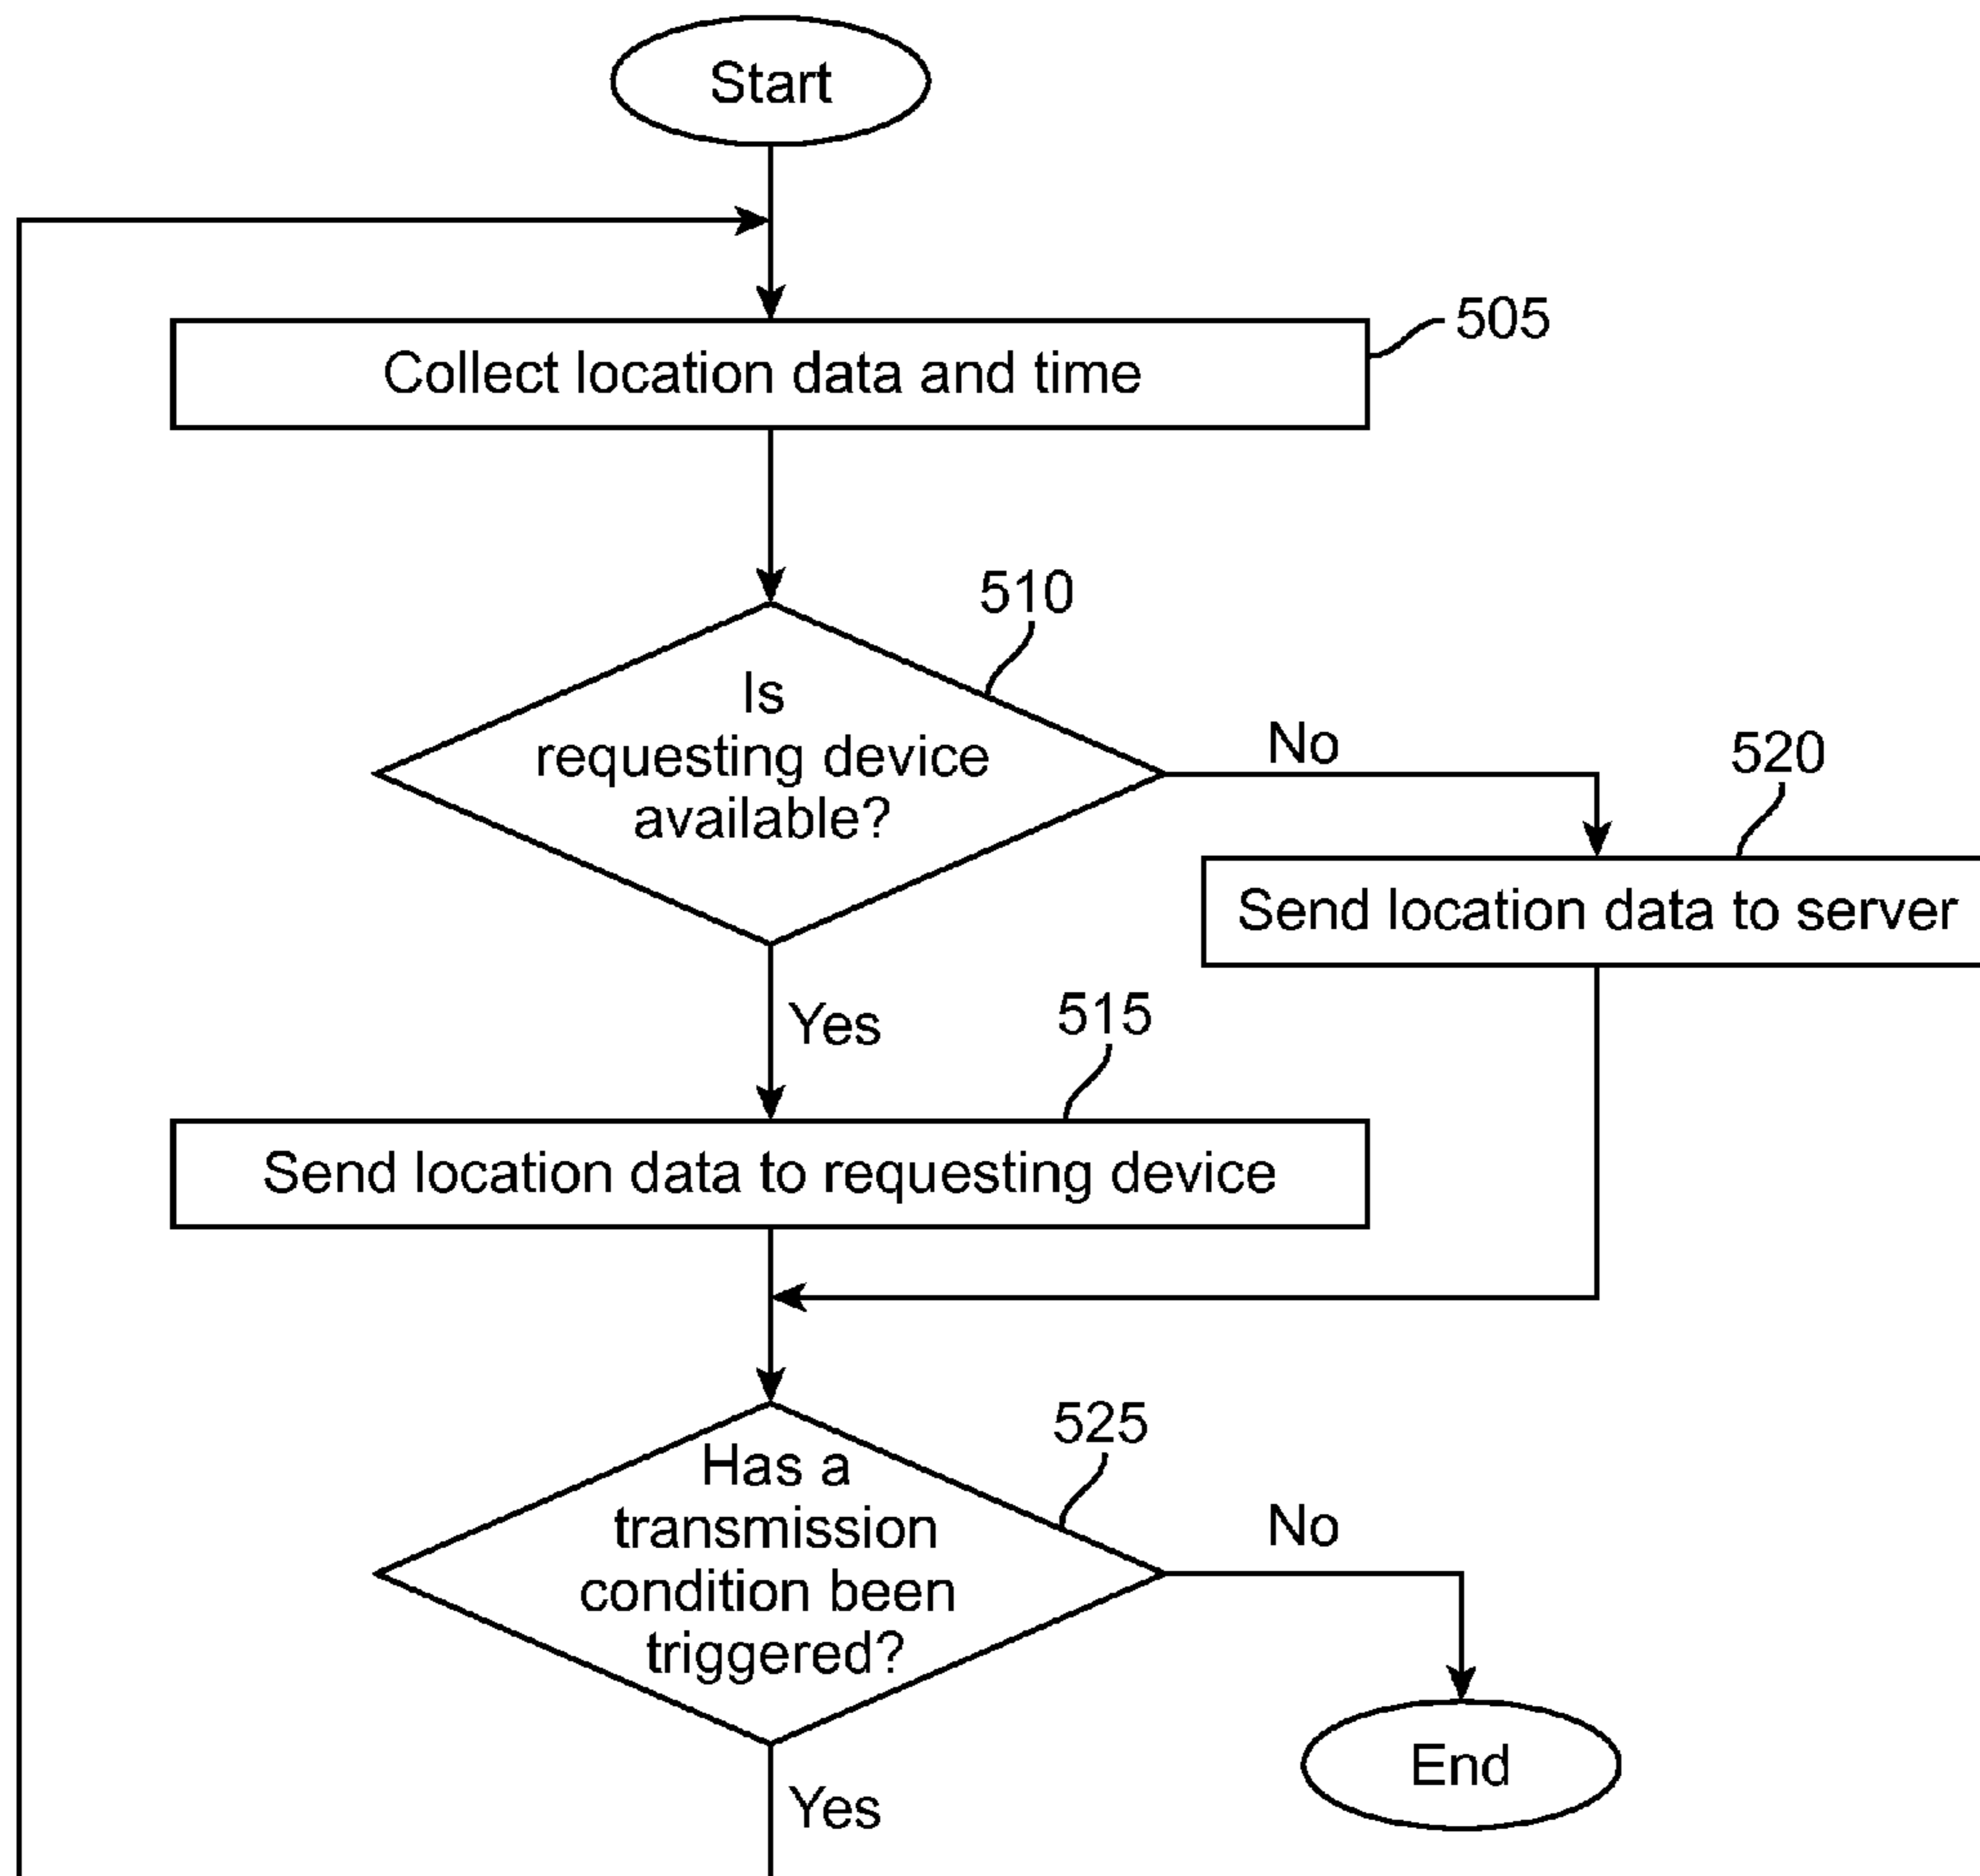 Start
505
Collect location data and time
510
Is
requesting device
available?
No
520
Send location data to server
Yes
515
Send location data to requesting device
525
Has a
transmission
condition been
triggered?
No
End
Yes